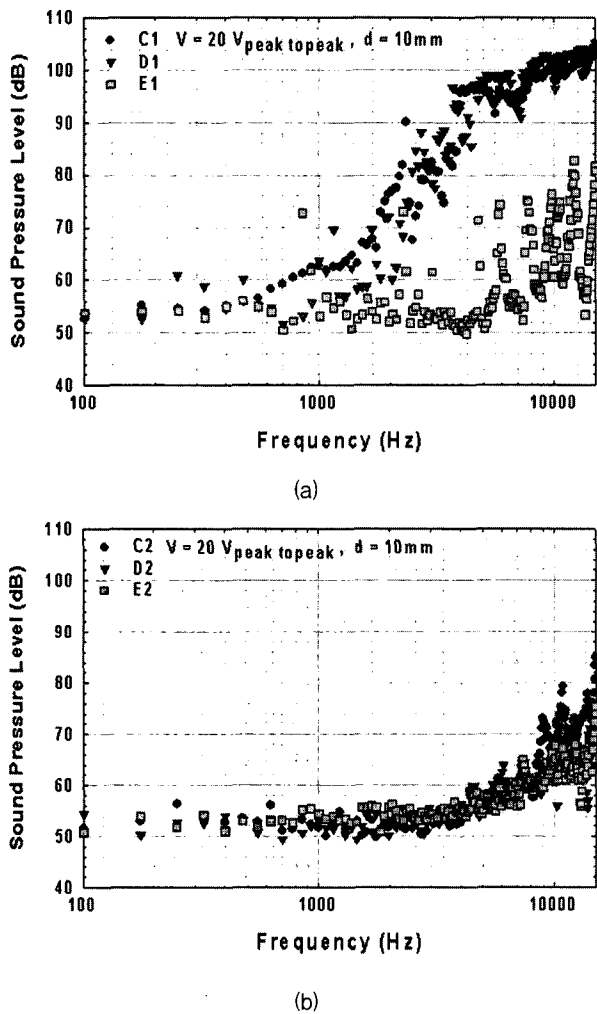 110
100
90
80
70
60
50
40
Sound Pressure Level (dB)
C1 V = 20 Vpeak topeak, d = 10mm
D1
E1
100 1000 10000
Frequency (Hz)
(a)
110
100
90
80
70
60
50
40
Sound Pressure Level (dB)
C2 V = 20 Vpeak topeak, d = 10mm
D2
E2
100 1000 10000
Frequency (Hz)
(b)